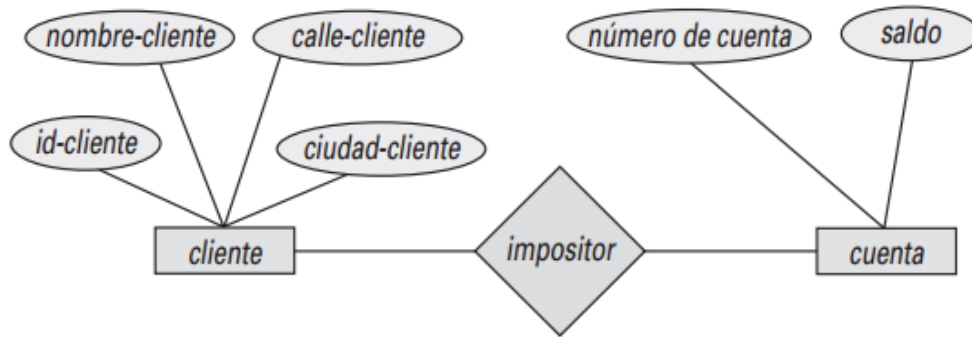 nombre-cliente
calle-cliente
número de cuenta
saldo
id-cliente
ciudad-cliente
cliente
impositor
cuenta